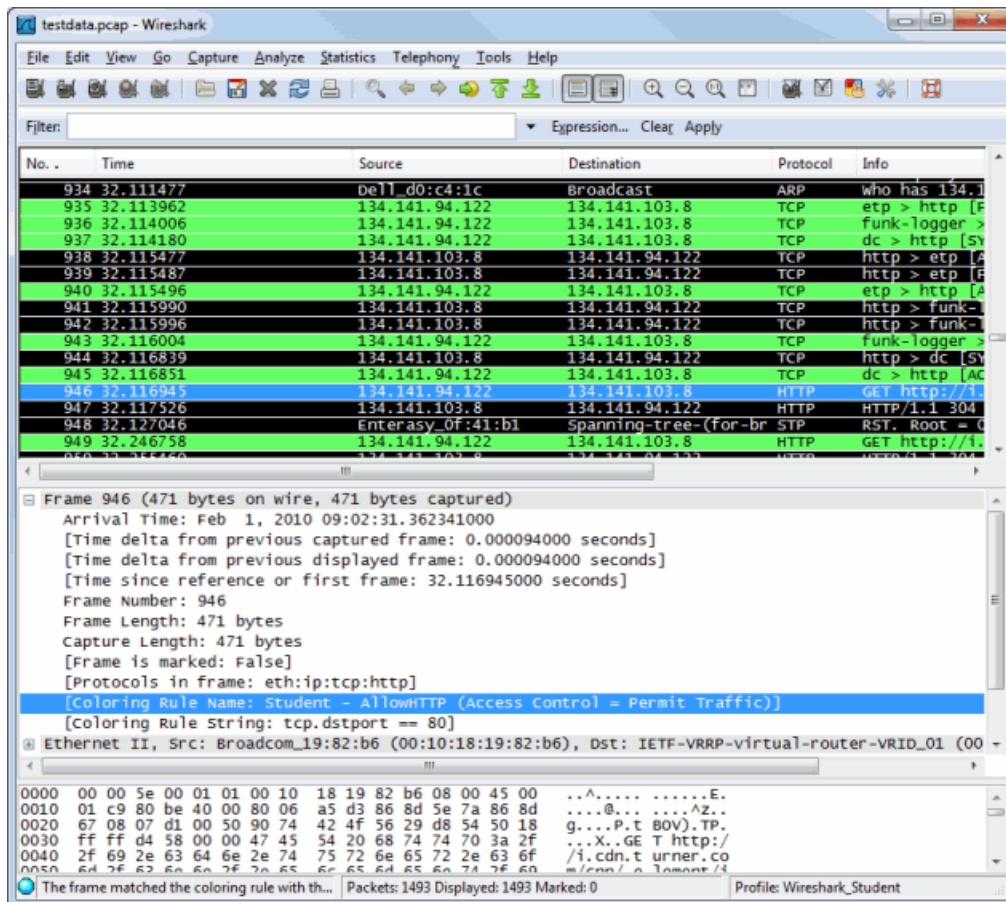 testdata.pcap - Wireshark
File Edit View Go Capture Analyze Statistics Telephony Tools Help
Filter: Expression... Clear Apply
No. . Time Source Destination Protocol Info
934 32.111477 Dell_d0:c4:1c Broadcast ARP who has 134.1
935 32.113962 134.141.94.122 134.141.103.8 TCP etp > http [F
936 32.114006 134.141.94.122 134.141.103.8 TCP funk-logger >
937 32.114180 134.141.94.122 134.141.103.8 TCP dc > http [SY
938 32.115477 134.141.103.8 134.141.94.122 TCP http > etp [A
939 32.115487 134.141.103.8 134.141.94.122 TCP http > etp [F
940 32.115496 134.141.94.122 134.141.103.8 TCP etp > http [A
941 32.115990 134.141.103.8 134.141.94.122 TCP http > funk-l
942 32.115996 134.141.103.8 134.141.94.122 TCP http > funk-l
943 32.116004 134.141.94.122 134.141.103.8 TCP funk-logger >
944 32.116839 134.141.103.8 134.141.94.122 TCP http > dc [SY
945 32.116851 134.141.94.122 134.141.103.8 TCP dc > http [AC
946 32.116945 134.141.94.122 134.141.103.8 HTTP GET http://i.
947 32.117526 134.141.103.8 134.141.94.122 HTTP HTTP/1.1 304
948 32.127046 Enterasy_0f:41:b1 Spanning-tree-(for-br STP RST. Root = 0
949 32.246758 134.141.94.122 134.141.103.8 HTTP GET http://i.
Frame 946 (471 bytes on wire, 471 bytes captured)
Arrival Time: Feb 1, 2010 09:02:31.362341000
[Time delta from previous captured frame: 0.000094000 seconds]
[Time delta from previous displayed frame: 0.000094000 seconds]
[Time since reference or first frame: 32.116945000 seconds]
Frame Number: 946
Frame Length: 471 bytes
Capture Length: 471 bytes
[Frame is marked: False]
[Protocols in frame: eth:ip:tcp:http]
[Coloring Rule Name: Student - AllowHTTP (Access Control = Permit Traffic)]
[Coloring Rule String: tcp.dstport == 80]
Ethernet II, Src: Broadcom_19:82:b6 (00:10:18:19:82:b6), Dst: IETF-VRRP-virtual-router-VRID_01 (00
0000 00 00 5e 00 01 01 00 10 18 19 82 b6 08 00 45 00 ..^..... ......E.
0010 01 c9 80 be 40 00 80 06 a5 d3 86 8d 5e 7a 86 8d ....@... ....^z..
0020 67 08 07 d1 00 50 90 74 42 4f 56 29 d8 54 50 18 g....P.t BOV).TP.
0030 ff ff d4 58 00 00 47 45 54 20 68 74 74 70 3a 2f ...X..GE T http:/
0040 2f 69 2e 63 64 6e 2e 74 75 72 6e 65 72 2e 63 6f /i.cdn.t urner.co
The frame matched the coloring rule with th... Packets: 1493 Displayed: 1493 Marked: 0 Profile: Wireshark_Student